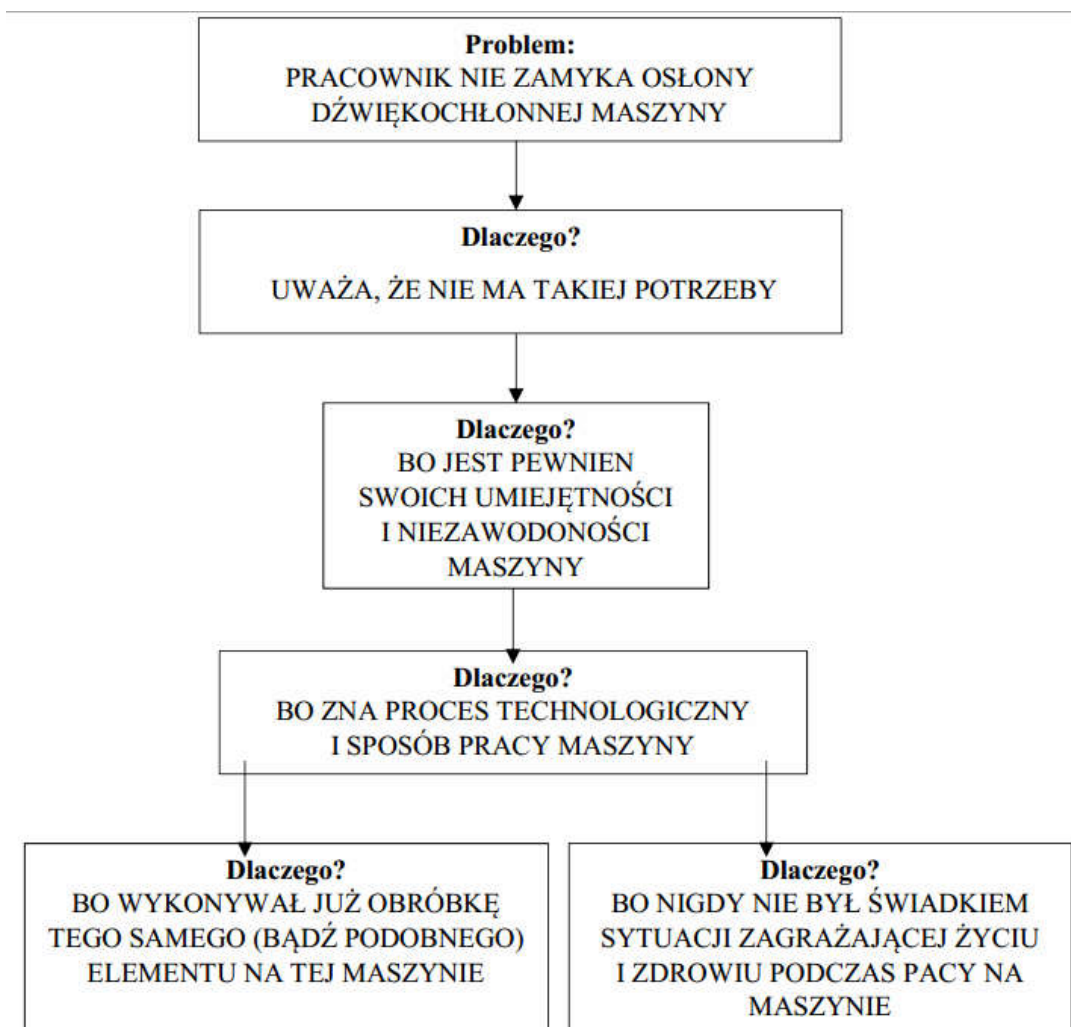 Problem:
PRACOWNIK NIE ZAMYKA OSŁONY
DŹWIĘKOCHŁONNEJ MASZYNY
Dlaczego?
UWAŻA, ŻE NIE MA TAKIEJ POTRZEBY
Dlaczego?
BO JEST PEWNIEN
SWOICH UMIEJĘTNOŚCI
I NIEZAWODONOŚCI
MASZYNY
Dlaczego?
BO ZNA PROCES TECHNOLOGICZNY
I SPOSÓB PRACY MASZYNY
Dlaczego?
BO WYKONYWAŁ JUŻ OBRÓBKĘ
TEGO SAMEGO (BĄDŹ PODOBNEGO)
ELEMENTU NA TEJ MASZYNIE
Dlaczego?
BO NIGDY NIE BYŁ ŚWIADKIEM
SYTUACJI ZAGRAŻAJĄCEJ ŻYCIU
I ZDROWIU PODCZAS PACY NA
MASZYNIE